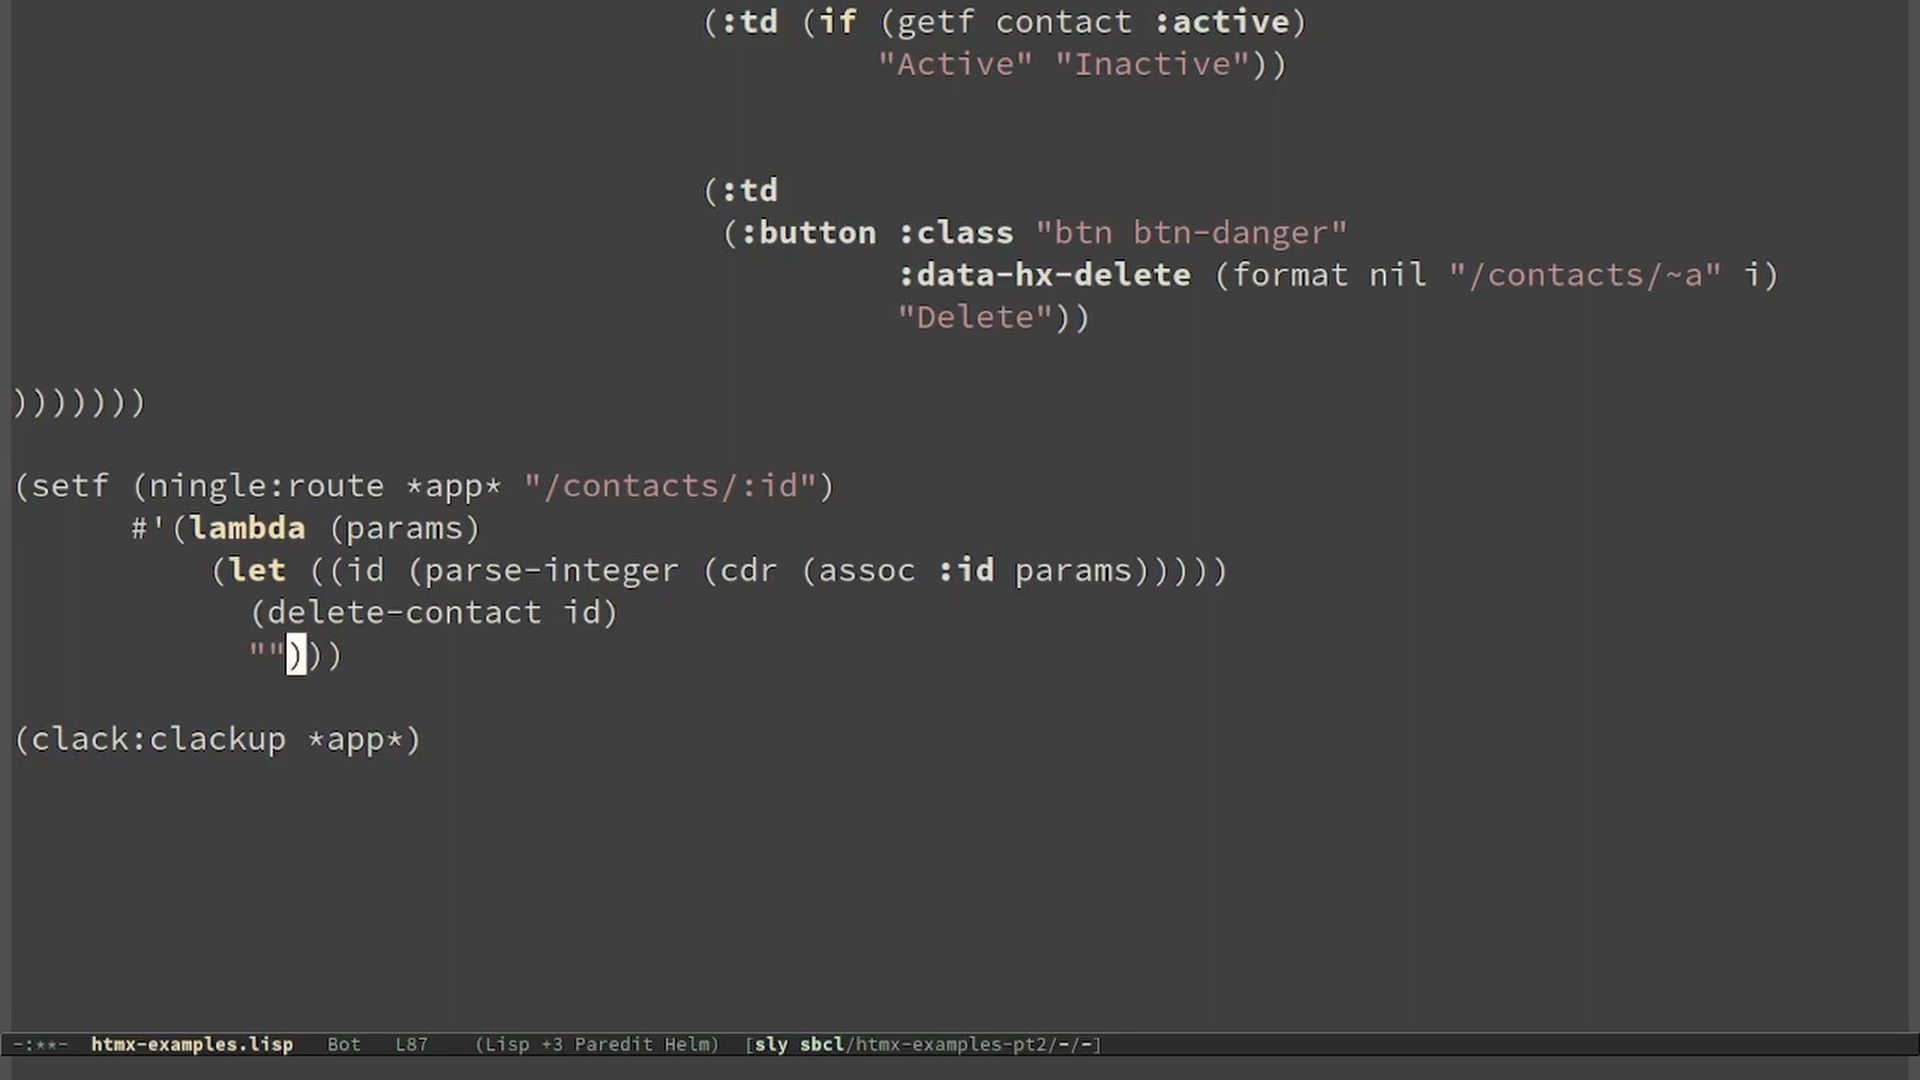 (:td (if (getf contact :active)
"Active" "Inactive"))
(:td
(:button :class "btn btn-danger"
:data-hx-delete (format nil "/contacts/~a" i)
"Delete"))
)))))))
(setf (ningle:route *app* "/contacts/:id")
#'(lambda (params)
(let ((id (parse-integer (cdr (assoc :id params)))))
(delete-contact id)
"")))
(clack:clackup *app*)
-:**- htmx-examples.lisp Bot L87 (Lisp +3 Paredit Helm) [sly sbcl/htmx-examples-pt2/-/-]